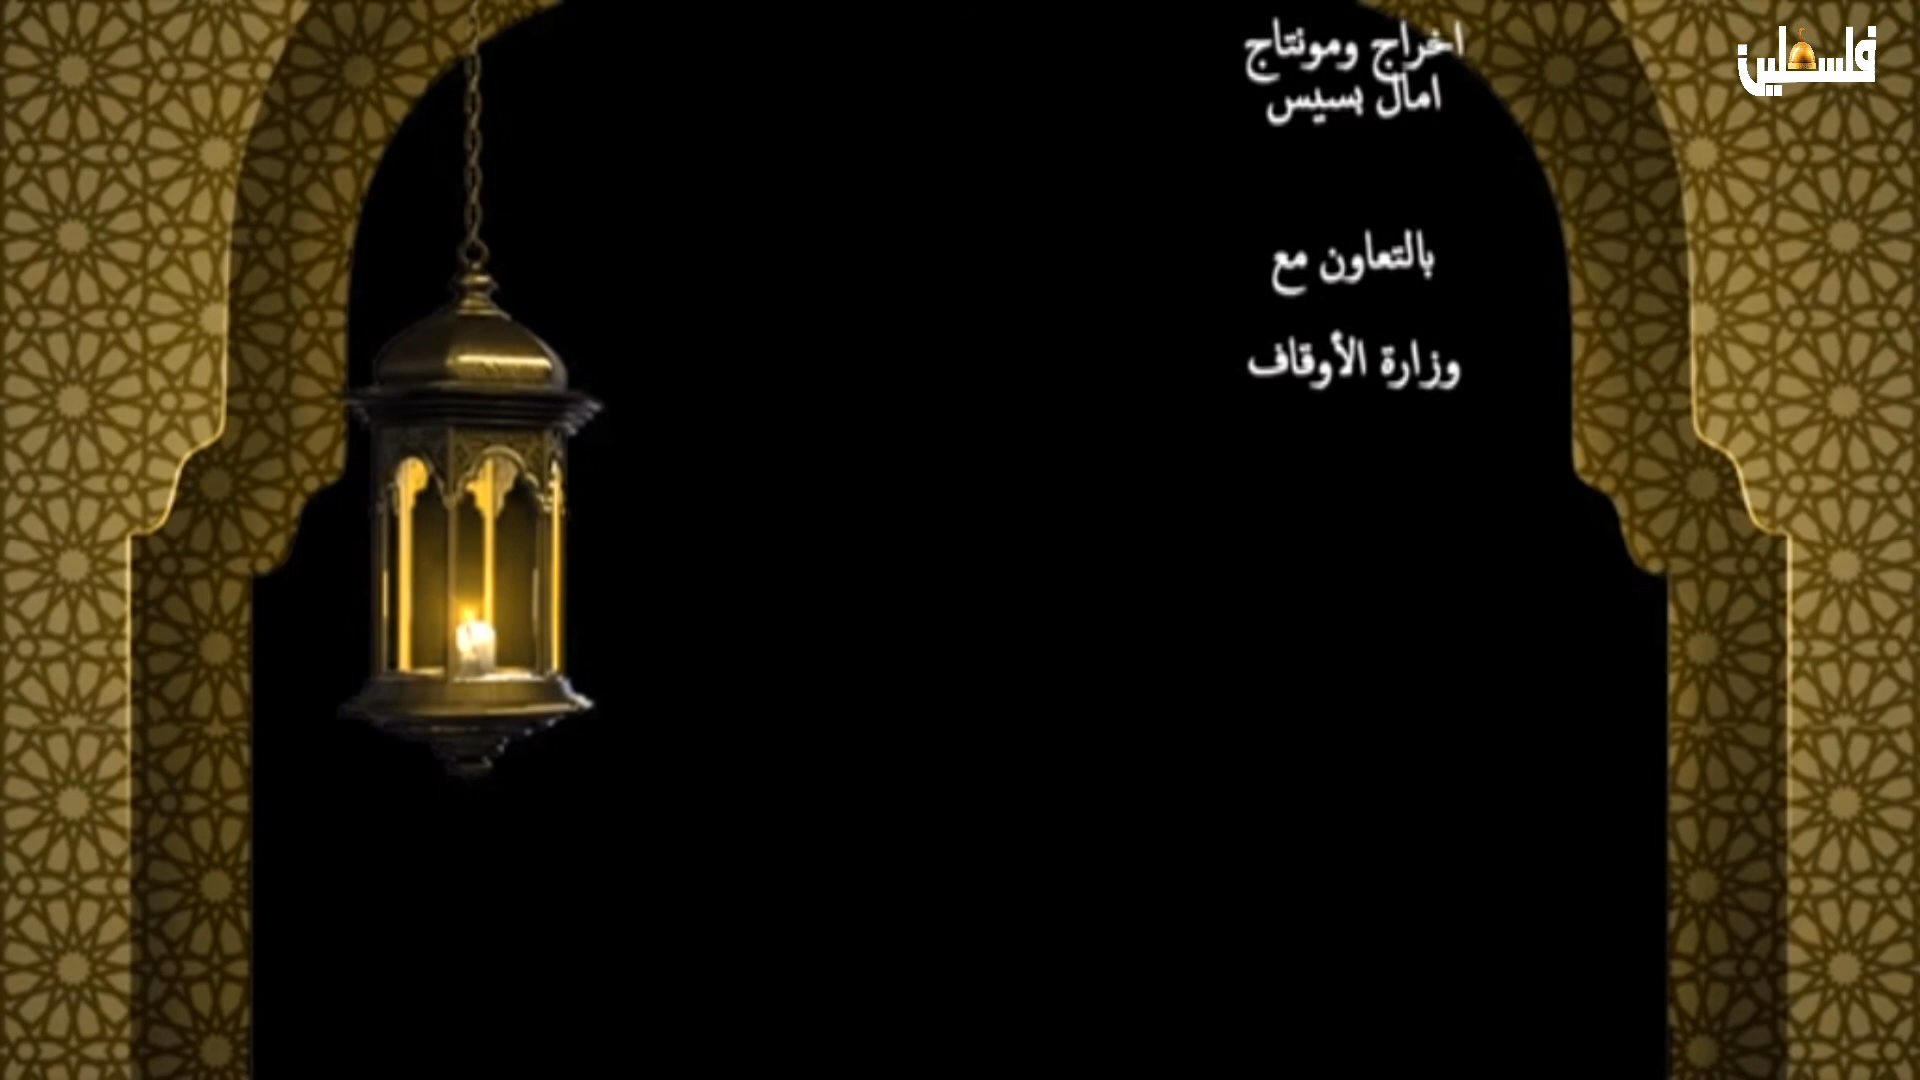 فلسطين
اخراج ومونتاج
امال بسيس
بالتعاون مع
وزارة الأوقاف